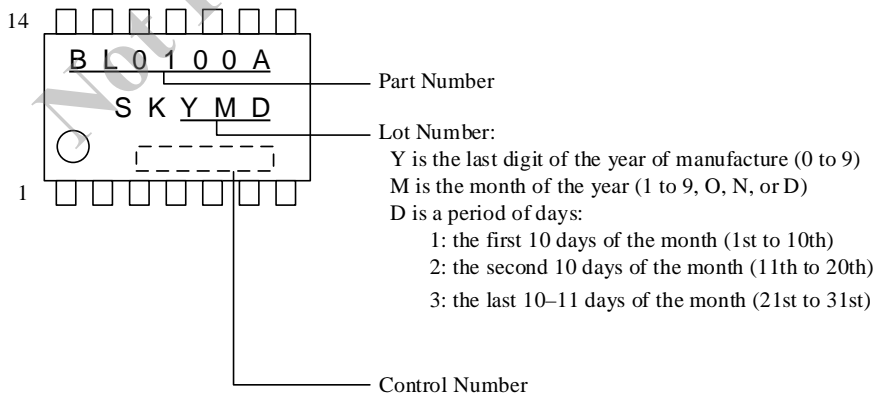 14
BL0100A
Part Number
SKYMD
Lot Number:
Y is the last digit of the year of manufacture (0 to 9)
M is the month of the year (1 to 9, O, N, or D)
1
D is a period of days:
1: the first 10 days of the month (1st to 10th)
2: the second 10 days of the month (11th to 20th)
3: the last 10–11 days of the month (21st to 31st)
Control Number
Not